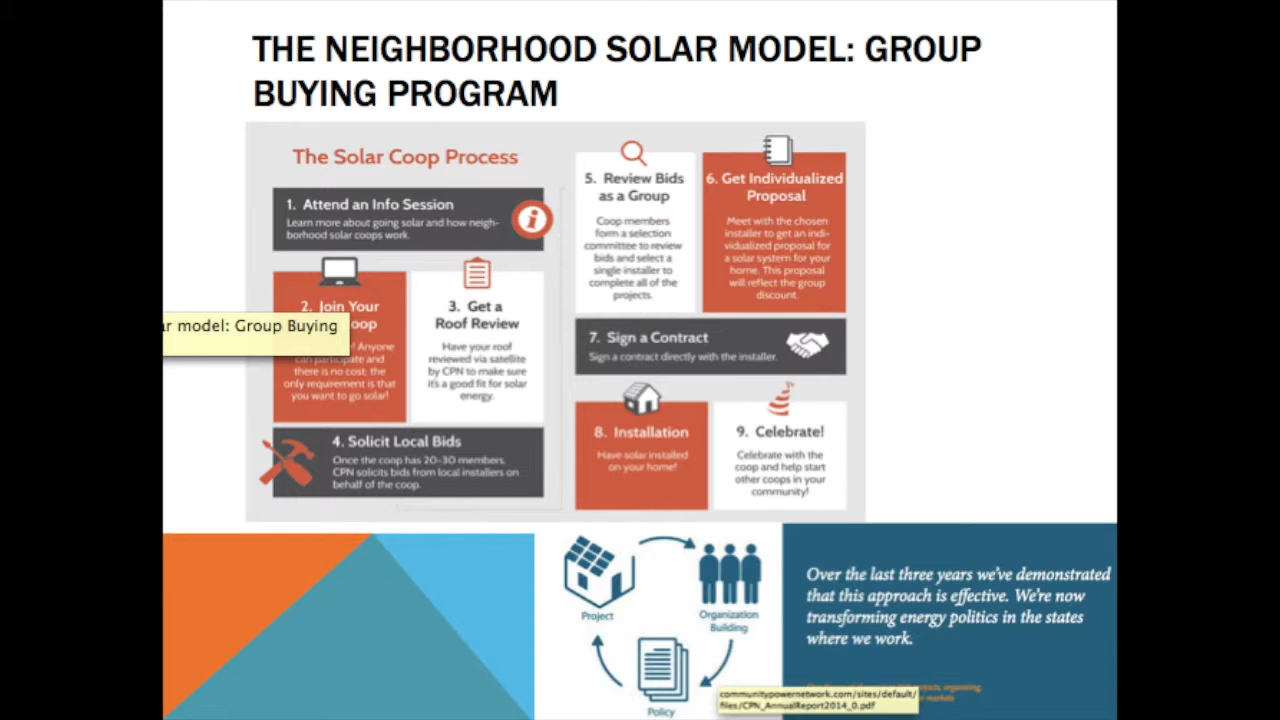 THE NEIGHBORHOOD SOLAR MODEL: GROUP
BUYING PROGRAM
The Solar Coop Process
1. Attend an Info Session
Learn more about going solar and how neigh-
borhood solar coops work.
2. Join Your
ar model: Group Buying
Anyone
can participate and
there is no cost; the
only requirement is that
you want to go solar!
3. Get a
Roof Review
Have your roof
reviewed via satellite
by CPN to make sure
it's a good fit for solar
energy.
4. Solicit Local Bids
Once the coop has 20-30 members,
CPN solicits bids from local installers on
behalf of the coop.
5. Review Bids
as a Group
Coop members
form a selection
committee to review
bids and select a
single installer to
complete all of the
projects.
6. Get Individualized
Proposal
Meet with the chosen
installer to get an indi-
vidualized proposal for
a solar system for your
home. This proposal
will reflect the group
discount.
7. Sign a Contract
Sign a contract directly with the installer.
8. Installation
Have solar installed
on your home!
9. Celebrate!
Celebrate with the
coop and help start
other coops in your
community!
Project
Organization
Building
Policy
Over the last three years we've demonstrated
that this approach is effective. We're now
transforming energy politics in the states
where we work.
communitypowernetwork.com/sites/default/
files/CPN_AnnualReport2014_0.pdf